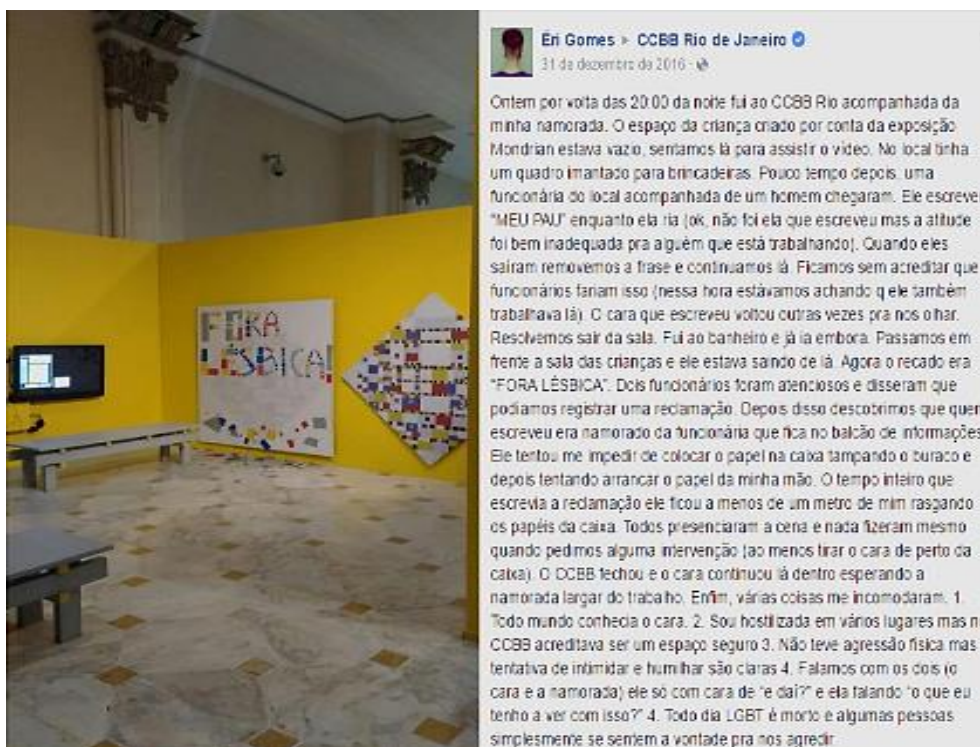 FORA
LÉSBICA!
Éri Gomes ▸ CCBB Rio de Janeiro
31 de dezembro de 2016 ·
Ontem por volta das 20:00 da noite fui ao CCBB Rio acompanhada da
minha namorada. O espaço da criança criado por conta da exposição
Mondrian estava vazio, sentamos lá para assistir o vídeo. No local tinha
um quadro imantado para brincadeiras. Pouco tempo depois, uma
funcionária do local acompanhada de um homem chegaram. Ele escreve
"MEU PAU" enquanto ela ria (ok, não foi ela que escreveu mas a atitude
foi bem inadequada pra alguém que está trabalhando). Quando eles
saíram removemos a frase e continuamos lá. Ficamos sem acreditar que
funcionários fariam isso (nessa hora estávamos achando q ele também
trabalhava lá). O cara que escreveu voltou outras vezes pra nos olhar.
Resolvemos sair da sala. Fui ao banheiro e já ia embora. Passamos em
frente a sala das crianças e ele estava saindo de lá. Agora o recado era
"FORA LÉSBICA". Dois funcionários foram atenciosos e disseram que
podíamos registrar uma reclamação. Depois disso descobrimos que que
escreveu era namorado da funcionária que fica no balcão de informações
Ele tentou me impedir de colocar o papel na caixa tampando o buraco e
depois tentando arrancar o papel da minha mão. O tempo inteiro que
escrevia a reclamação ele ficou a menos de um metro de mim rasgando
os papéis da caixa. Todos presenciaram a cena e nada fizeram mesmo
quando pedimos alguma intervenção (ao menos tirar o cara de perto da
caixa). O CCBB fechou e o cara continuou lá dentro esperando a
namorada largar do trabalho. Enfim, várias coisas me incomodaram. 1.
Todo mundo conhecia o cara. 2. Sou hostilizada em vários lugares mas n
CCBB acreditava ser um espaço seguro 3. Não teve agressão física mas
tentativa de intimidar e humilhar são claras 4. Falamos com os dois (o
cara e a namorada) ele só com cara de "e daí?" e ela falando "o que eu
tenho a ver com isso?" 4. Todo dia LGBT é morto e algumas pessoas
simplesmente se sentem a vontade pra nos agredir